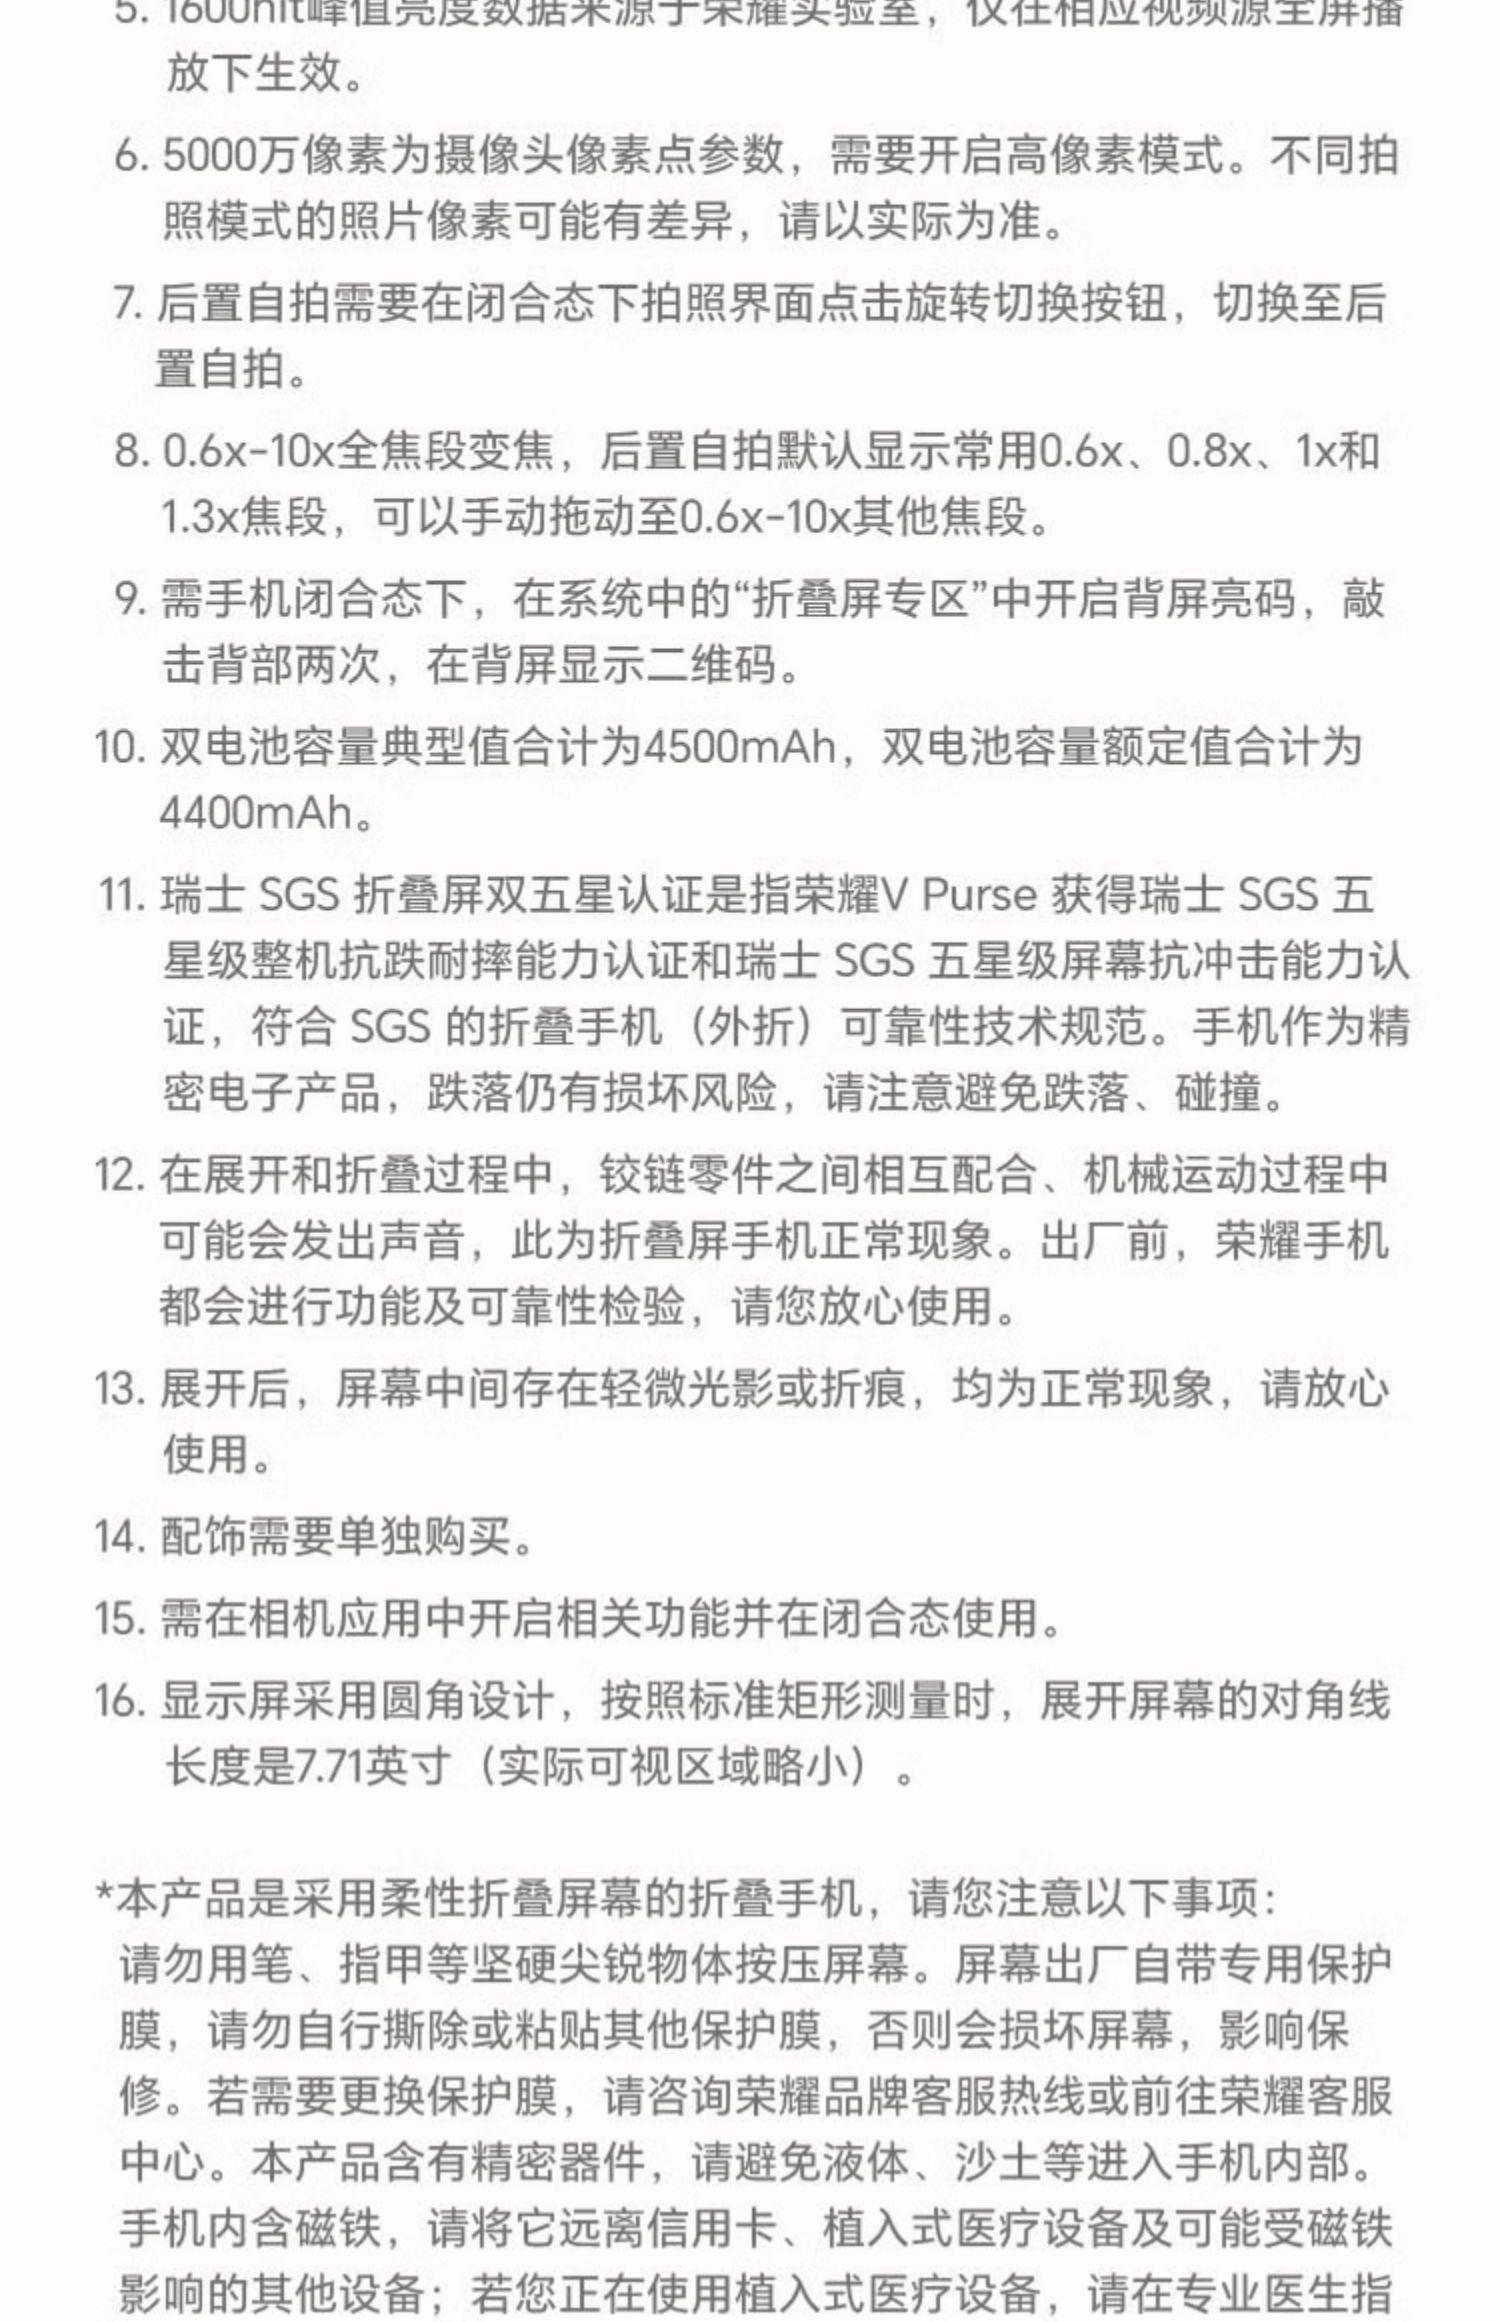 5. 1600nit峰值亮度数据来源于荣耀实验室，仅在相应视频源全屏播
放下生效。
6. 5000万像素为摄像头像素点参数，需要开启高像素模式。不同拍
照模式的照片像素可能有差异，请以实际为准。
7. 后置自拍需要在闭合态下拍照界面点击旋转切换按钮，切换至后
置自拍。
8. 0.6x-10x全焦段变焦，后置自拍默认显示常用0.6x、0.8x、1x和
1.3x焦段，可以手动拖动至0.6x-10x其他焦段。
9. 需手机闭合态下，在系统中的“折叠屏专区”中开启背屏亮码，敲
击背部两次，在背屏显示二维码。
10. 双电池容量典型值合计为4500mAh，双电池容量额定值合计为
4400mAh。
11. 瑞士 SGS 折叠屏双五星认证是指荣耀V Purse 获得瑞士 SGS 五
星级整机抗跌耐摔能力认证和瑞士 SGS 五星级屏幕抗冲击能力认
证，符合 SGS 的折叠手机（外折）可靠性技术规范。手机作为精
密电子产品，跌落仍有损坏风险，请注意避免跌落、碰撞。
12. 在展开和折叠过程中，铰链零件之间相互配合、机械运动过程中
可能会发出声音，此为折叠屏手机正常现象。出厂前，荣耀手机
都会进行功能及可靠性检验，请您放心使用。
13. 展开后，屏幕中间存在轻微光影或折痕，均为正常现象，请放心
使用。
14. 配饰需要单独购买。
15. 需在相机应用中开启相关功能并在闭合态使用。
16. 显示屏采用圆角设计，按照标准矩形测量时，展开屏幕的对角线
长度是7.71英寸（实际可视区域略小）。
*本产品是采用柔性折叠屏幕的折叠手机，请您注意以下事项：
请勿用笔、指甲等坚硬尖锐物体按压屏幕。屏幕出厂自带专用保护
膜，请勿自行撕除或粘贴其他保护膜，否则会损坏屏幕，影响保
修。若需要更换保护膜，请咨询荣耀品牌客服热线或前往荣耀客服
中心。本产品含有精密器件，请避免液体、沙土等进入手机内部。
手机内含磁铁，请将它远离信用卡、植入式医疗设备及可能受磁铁
影响的其他设备；若您正在使用植入式医疗设备，请在专业医生指